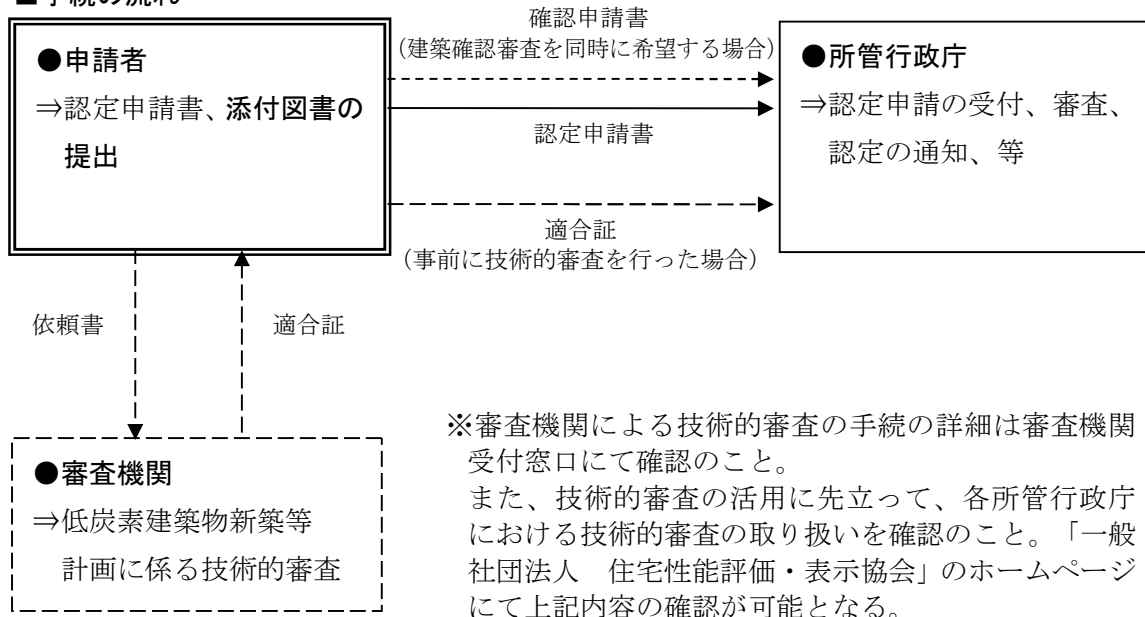 ■手続の流れ
●申請者
⇒認定申請書、添付図書の
提出
確認申請書
（建築確認審査を同時に希望する場合）
認定申請書
適合証
（事前に技術的審査を行った場合）
●所管行政庁
⇒認定申請の受付、審査、
認定の通知、等
依頼書
適合証
●審査機関
⇒低炭素建築物新築等
計画に係る技術的審査
※審査機関による技術的審査の手続の詳細は審査機関
受付窓口にて確認のこと。
また、技術的審査の活用に先立って、各所管行政庁
における技術的審査の取り扱いを確認のこと。「一般
社団法人　住宅性能評価・表示協会」のホームページ
にて上記内容の確認が可能となる。